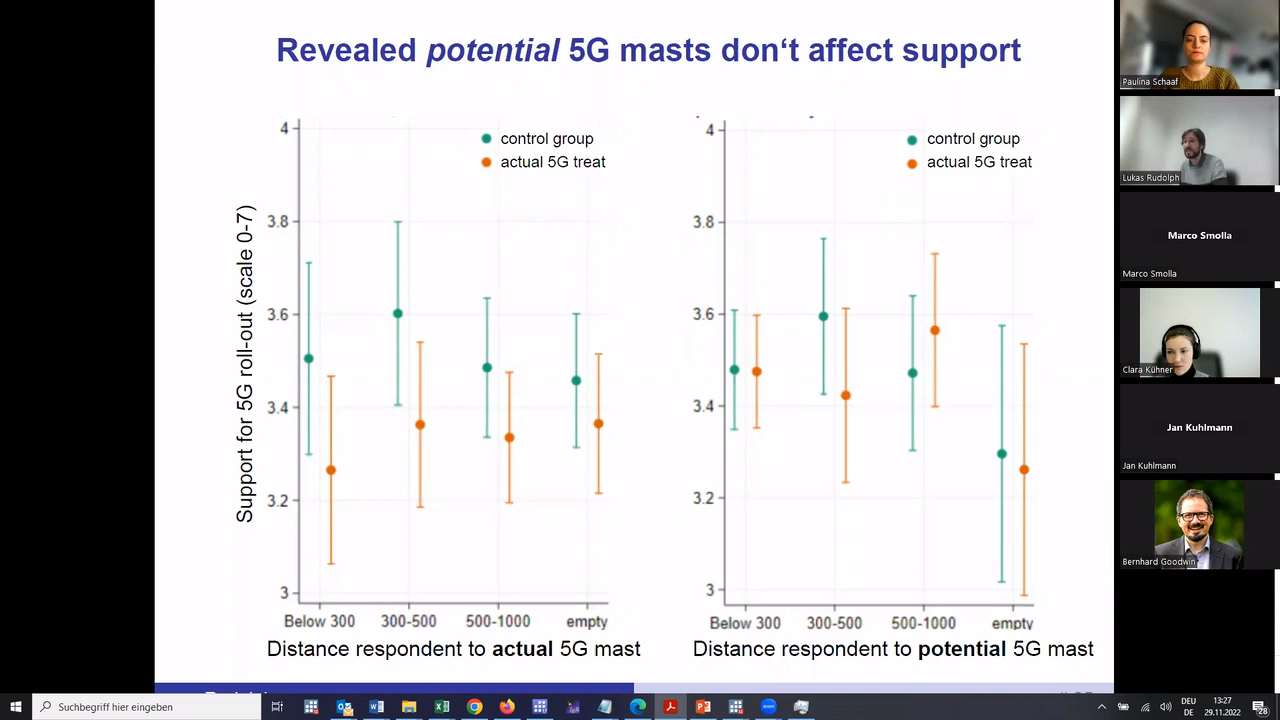 Revealed potential 5G masts don't affect support
control group
actual 5G treat
4
3.8
3.6
3.4
3.2
3
Support for 5G roll-out (scale 0-7)
Below 300
300-500
500-1000
empty
Distance respondent to actual 5G mast
control group
actual 5G treat
4
3.8
3.6
3.4
3.2
3
Below 300
300-500
500-1000
empty
Distance respondent to potential 5G mast
Paulina Schaaf
Lukas Rudolph
Marco Smolla
Marco Smolla
Clara Kühner
Jan Kuhlmann
Jan Kuhlmann
Bernhard Goodwin
Suchbegriff hier eingeben
DEU
DE
13:27
29.11.2022
28